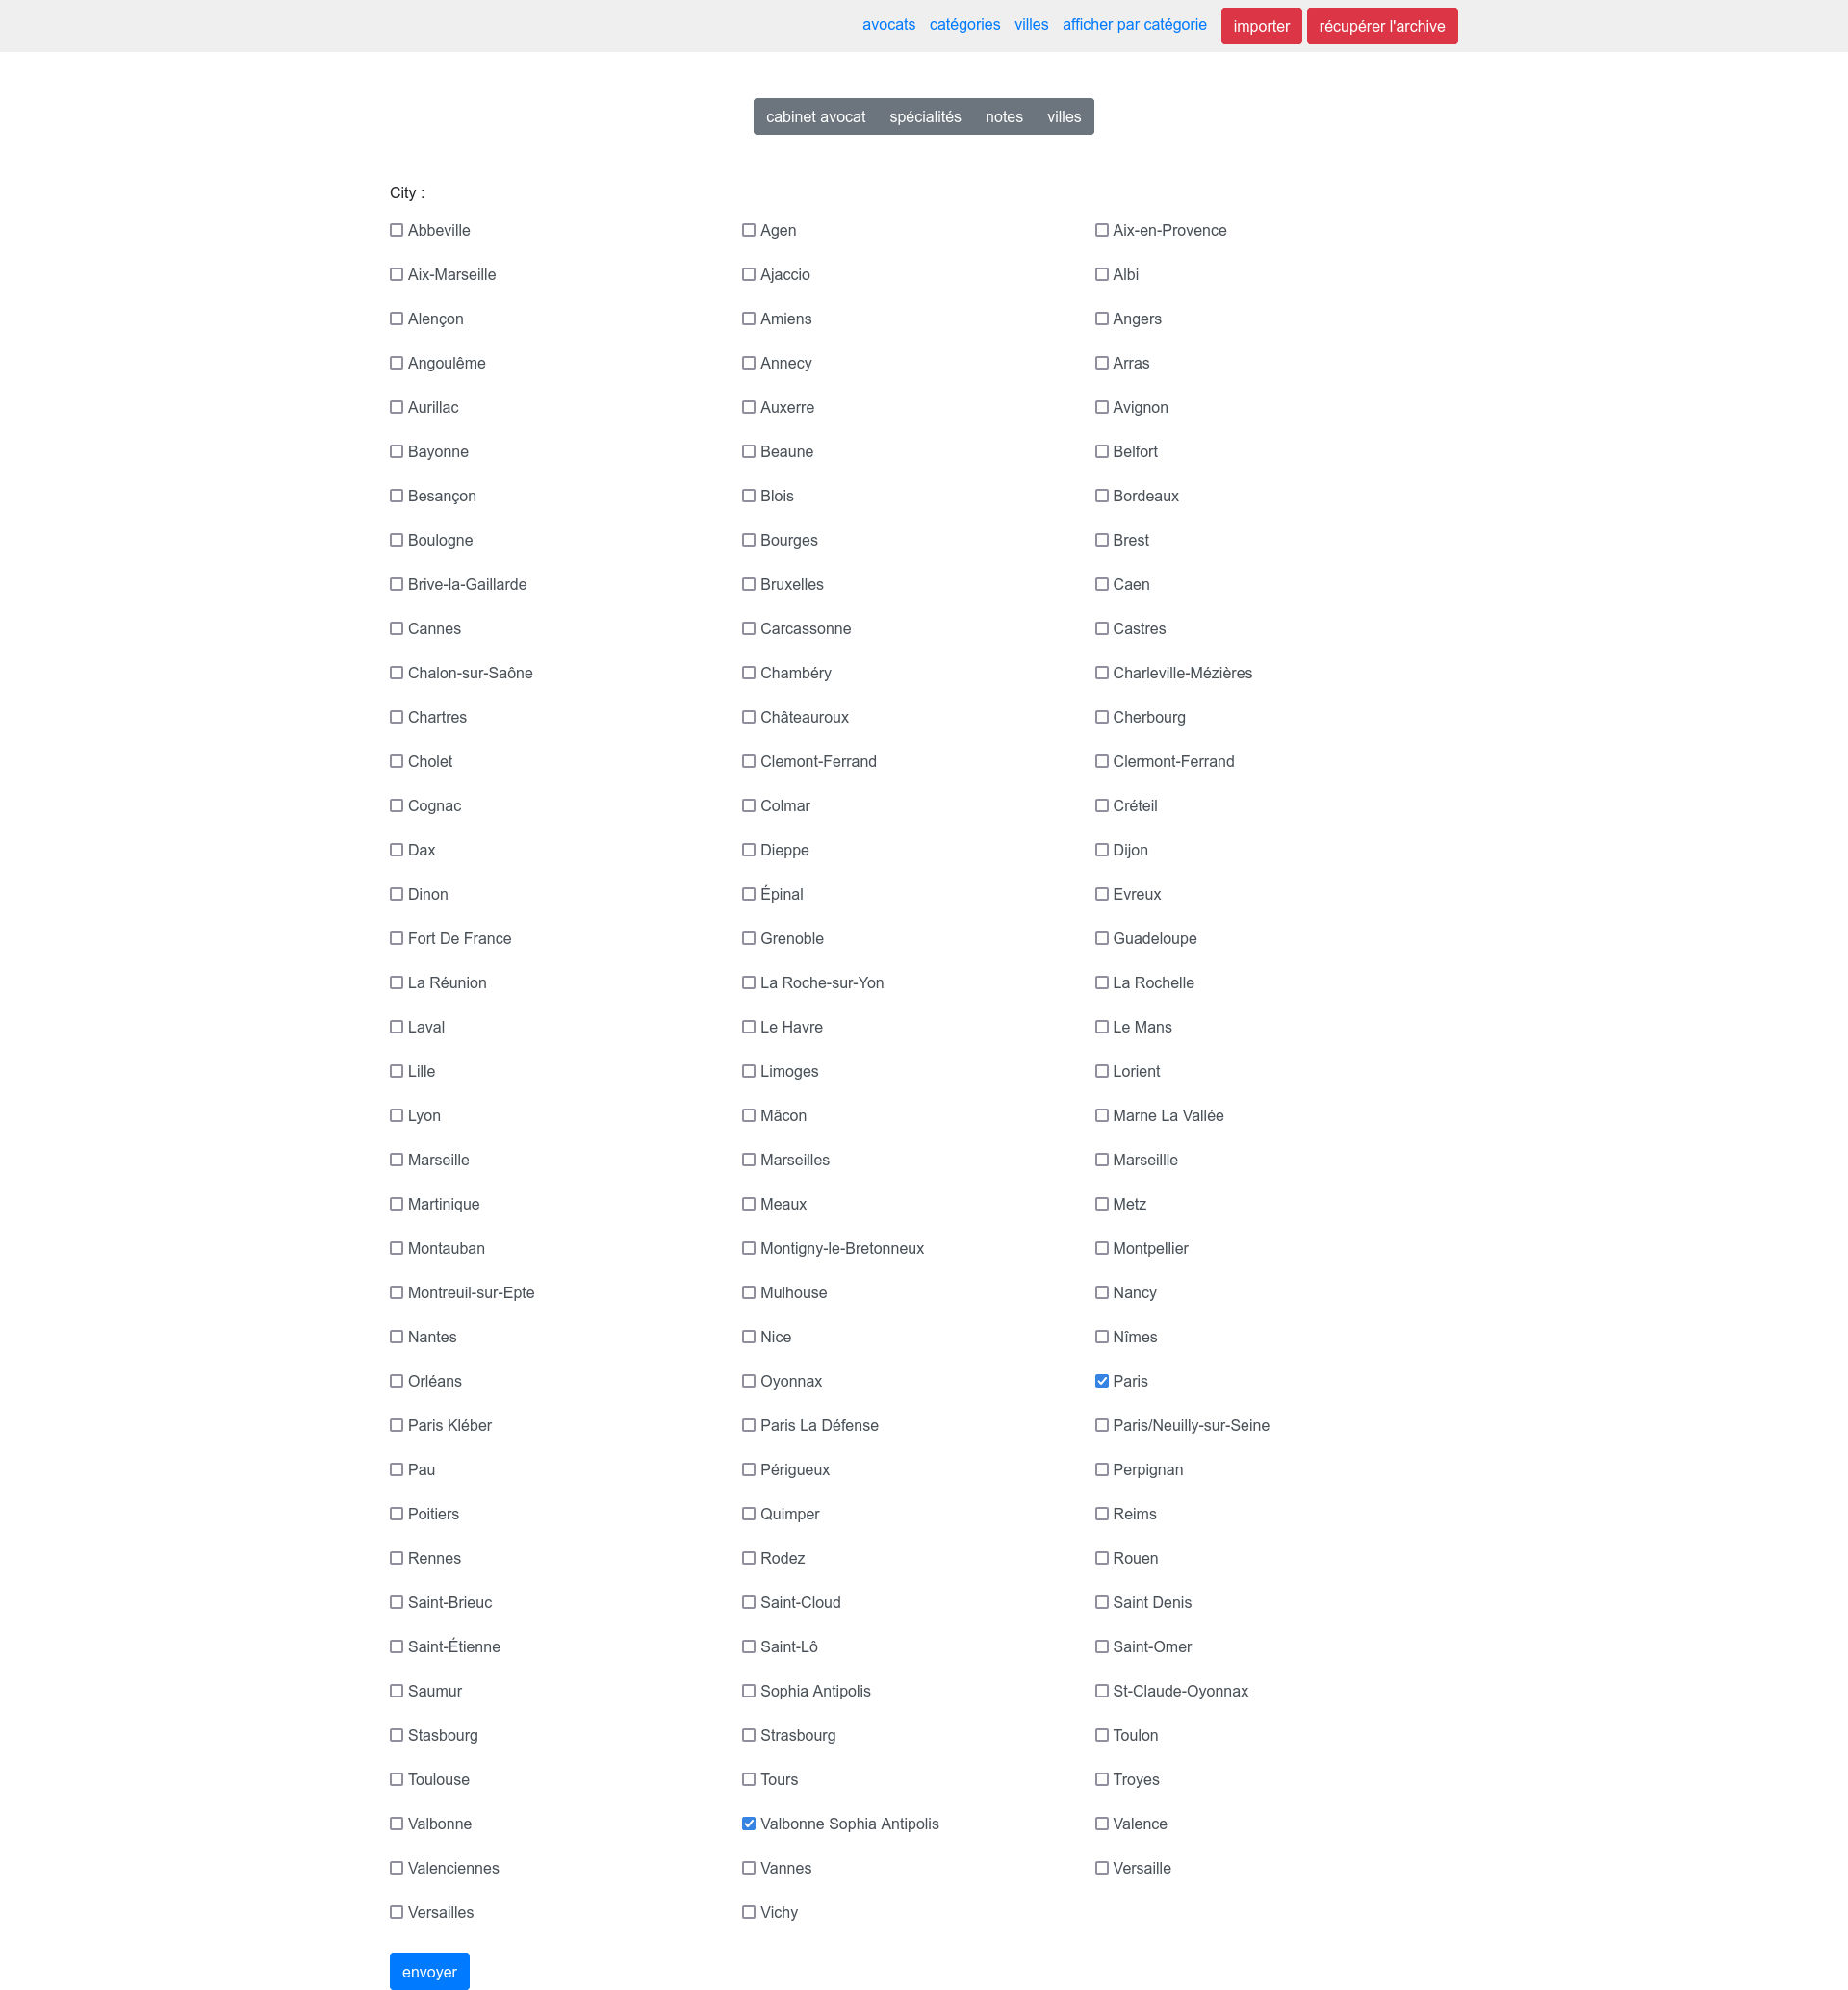 avocats catégories villes afficher par catégorie importer récupérer l'archive
cabinet avocat spécialités notes villes
City :
Abbeville Agen Aix-en-Provence
Aix-Marseille Ajaccio Albi
Alençon Amiens Angers
Angoulême Annecy Arras
Aurillac Auxerre Avignon
Bayonne Beaune Belfort
Besançon Blois Bordeaux
Boulogne Bourges Brest
Brive-la-Gaillarde Bruxelles Caen
Cannes Carcassonne Castres
Chalon-sur-Saône Chambéry Charleville-Mézières
Chartres Châteauroux Cherbourg
Cholet Clemont-Ferrand Clermont-Ferrand
Cognac Colmar Créteil
Dax Dieppe Dijon
Dinon Épinal Evreux
Fort De France Grenoble Guadeloupe
La Réunion La Roche-sur-Yon La Rochelle
Laval Le Havre Le Mans
Lille Limoges Lorient
Lyon Mâcon Marne La Vallée
Marseille Marseilles Marseillle
Martinique Meaux Metz
Montauban Montigny-le-Bretonneux Montpellier
Montreuil-sur-Epte Mulhouse Nancy
Nantes Nice Nîmes
Orléans Oyonnax Paris
Paris Kléber Paris La Défense Paris/Neuilly-sur-Seine
Pau Périgueux Perpignan
Poitiers Quimper Reims
Rennes Rodez Rouen
Saint-Brieuc Saint-Cloud Saint Denis
Saint-Étienne Saint-Lô Saint-Omer
Saumur Sophia Antipolis St-Claude-Oyonnax
Stasbourg Strasbourg Toulon
Toulouse Tours Troyes
Valbonne Valbonne Sophia Antipolis Valence
Valenciennes Vannes Versaille
Versailles Vichy
envoyer